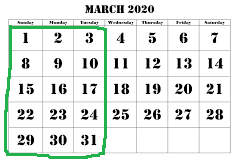 MARCH 2020
Sunday Monday Tuesday Wednesday Thursday Friday Saturday
1 2 3 4 5 6 7
8 9 10 11 12 13 14
15 16 17 18 19 20 21
22 23 24 25 26 27 28
29 30 31